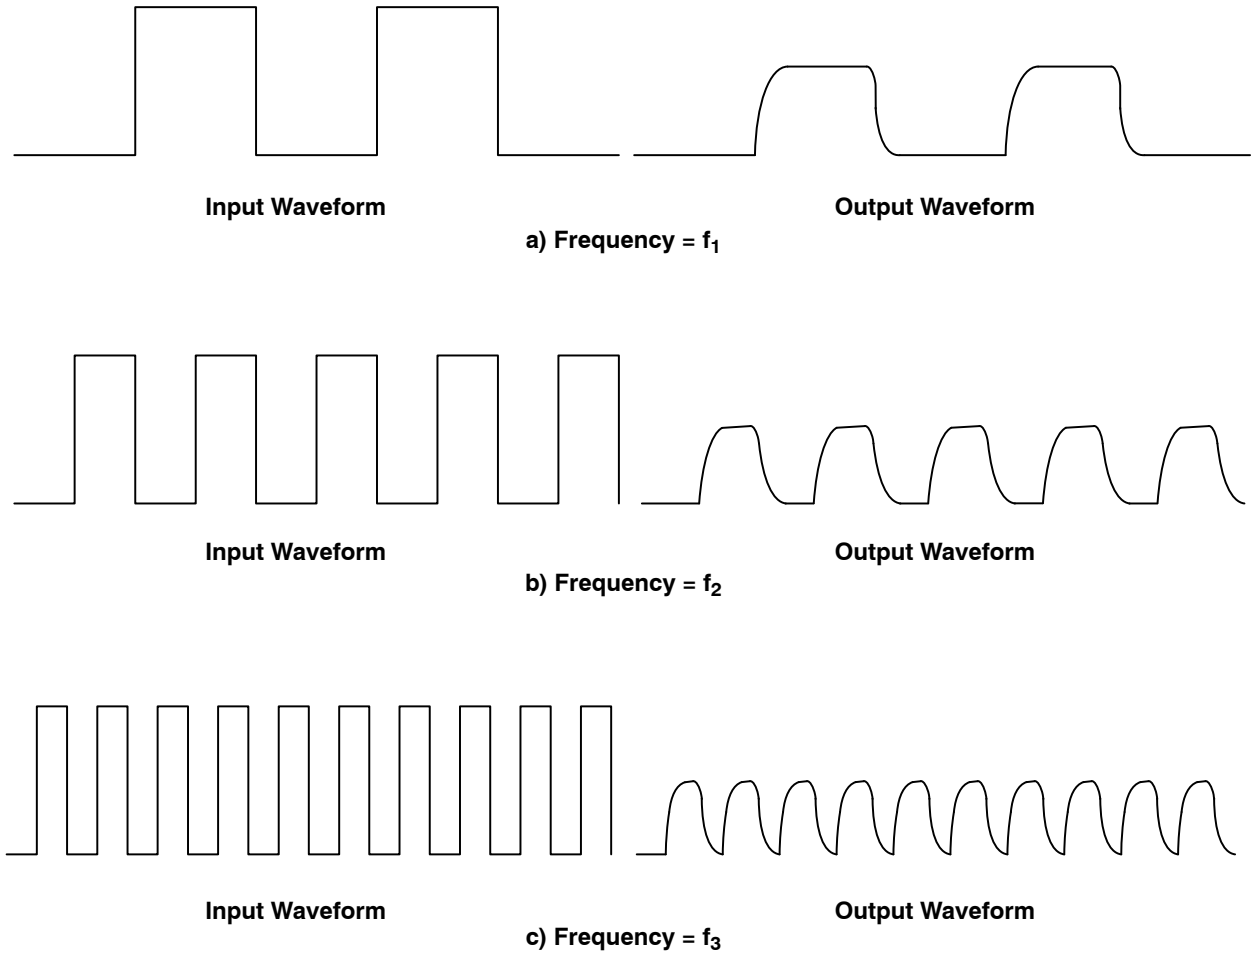 Input Waveform
Output Waveform
a) Frequency = f1
Input Waveform
Output Waveform
b) Frequency = f2
Input Waveform
Output Waveform
c) Frequency = f3